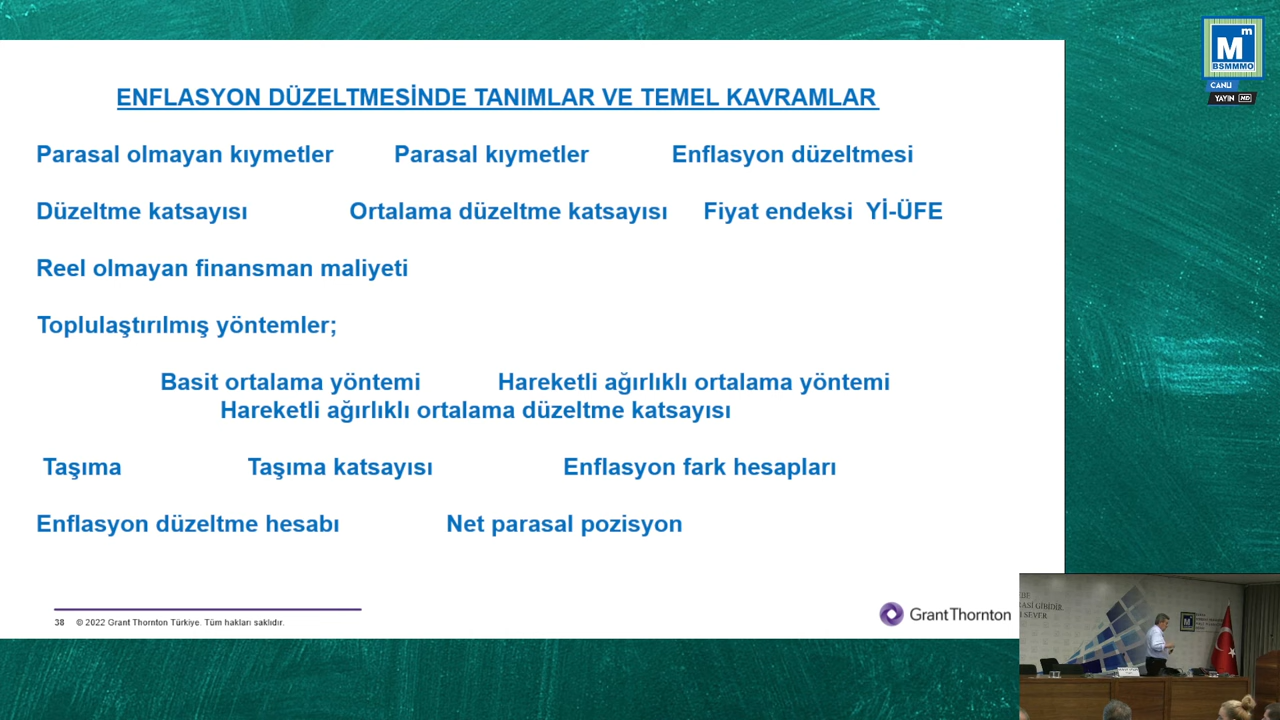 ENFLASYON DÜZELTMESİNDE TANIMLAR VE TEMEL KAVRAMLAR
Parasal olmayan kıymetler Parasal kıymetler Enflasyon düzeltmesi
Düzeltme katsayısı Ortalama düzeltme katsayısı Fiyat endeksi Yİ-ÜFE
Reel olmayan finansman maliyeti
Toplulaştırılmış yöntemler;
Basit ortalama yöntemi Hareketli ağırlıklı ortalama yöntemi
Hareketli ağırlıklı ortalama düzeltme katsayısı
Taşıma Taşıma katsayısı Enflasyon fark hesapları
Enflasyon düzeltme hesabı Net parasal pozisyon
38 © 2022 Grant Thornton Türkiye. Tüm hakları saklıdır.
GrantThornton
Mm
BSMMMO
CANLI
YAYIN HD
SEVER.